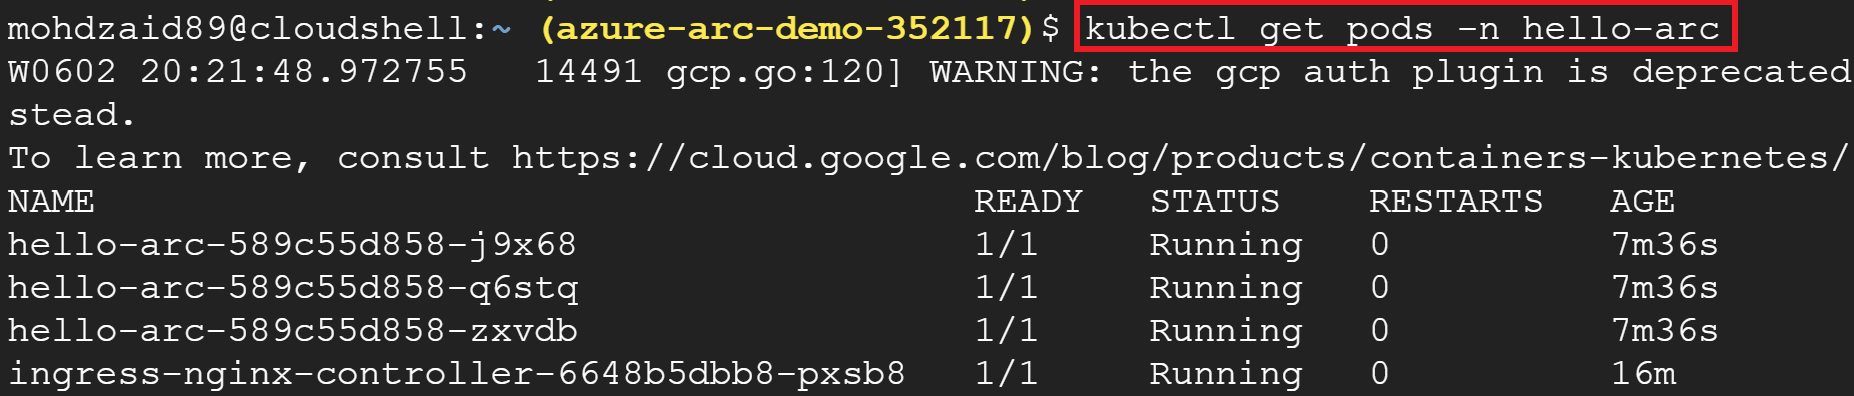 mohdzaid89@cloudshell:~ (azure-arc-demo-352117)$ kubectl get pods -n hello-arc
W0602 20:21:48.972755   14491 gcp.go:120] WARNING: the gcp auth plugin is deprecated
stead.
To learn more, consult https://cloud.google.com/blog/products/containers-kubernetes/
NAME                                        READY   STATUS    RESTARTS   AGE
hello-arc-589c55d858-j9x68                  1/1     Running   0          7m36s
hello-arc-589c55d858-q6stq                  1/1     Running   0          7m36s
hello-arc-589c55d858-zxvdb                  1/1     Running   0          7m36s
ingress-nginx-controller-6648b5dbb8-pxsb8   1/1     Running   0          16m